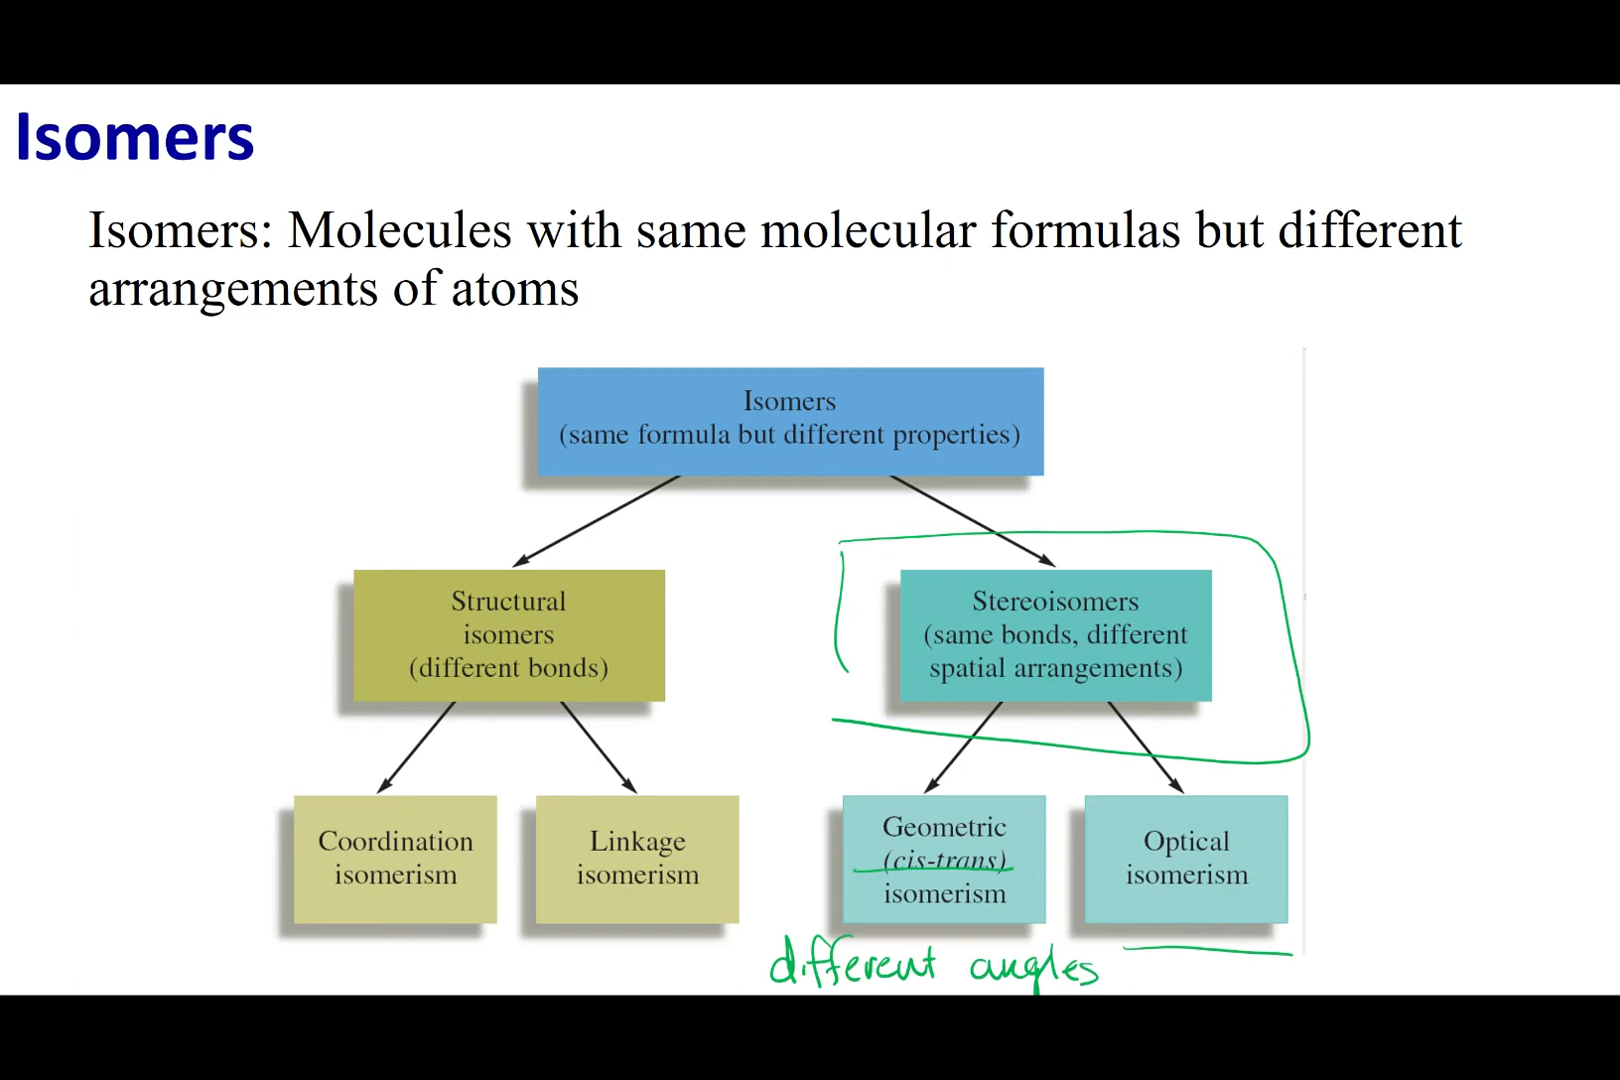 Isomers
Isomers: Molecules with same molecular formulas but different
arrangements of atoms
Isomers
(same formula but different properties)
Structural
isomers
(different bonds)
Stereoisomers
(same bonds, different
spatial arrangements)
Coordination
isomerism
Linkage
isomerism
Geometric
(cis-trans)
isomerism
Optical
isomerism
different angles